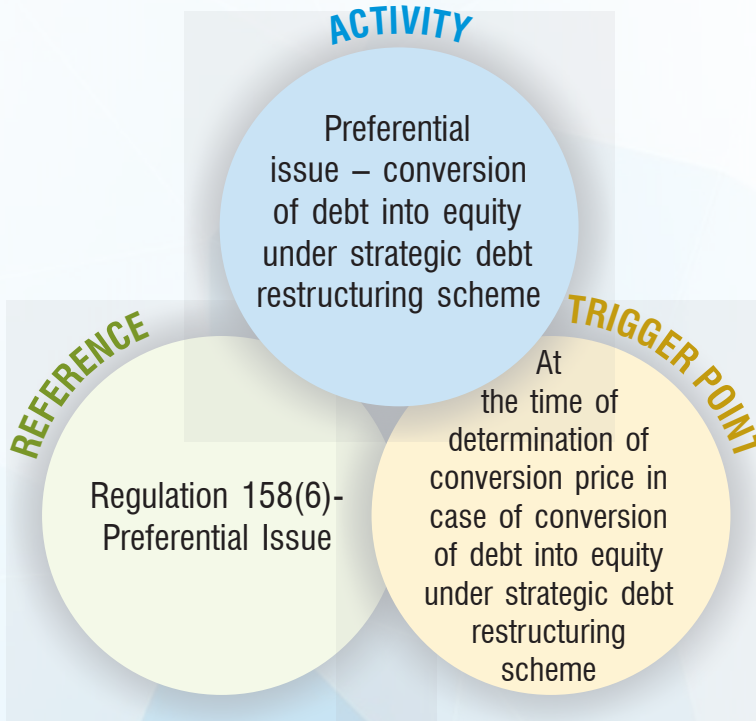 ACTIVITY
Preferential
issue – conversion
of debt into equity
under strategic debt
restructuring scheme
REFERENCE
Regulation 158(6)-
Preferential Issue
TRIGGER POINT
At
the time of
determination of
conversion price in
case of conversion
of debt into equity
under strategic debt
restructuring
scheme